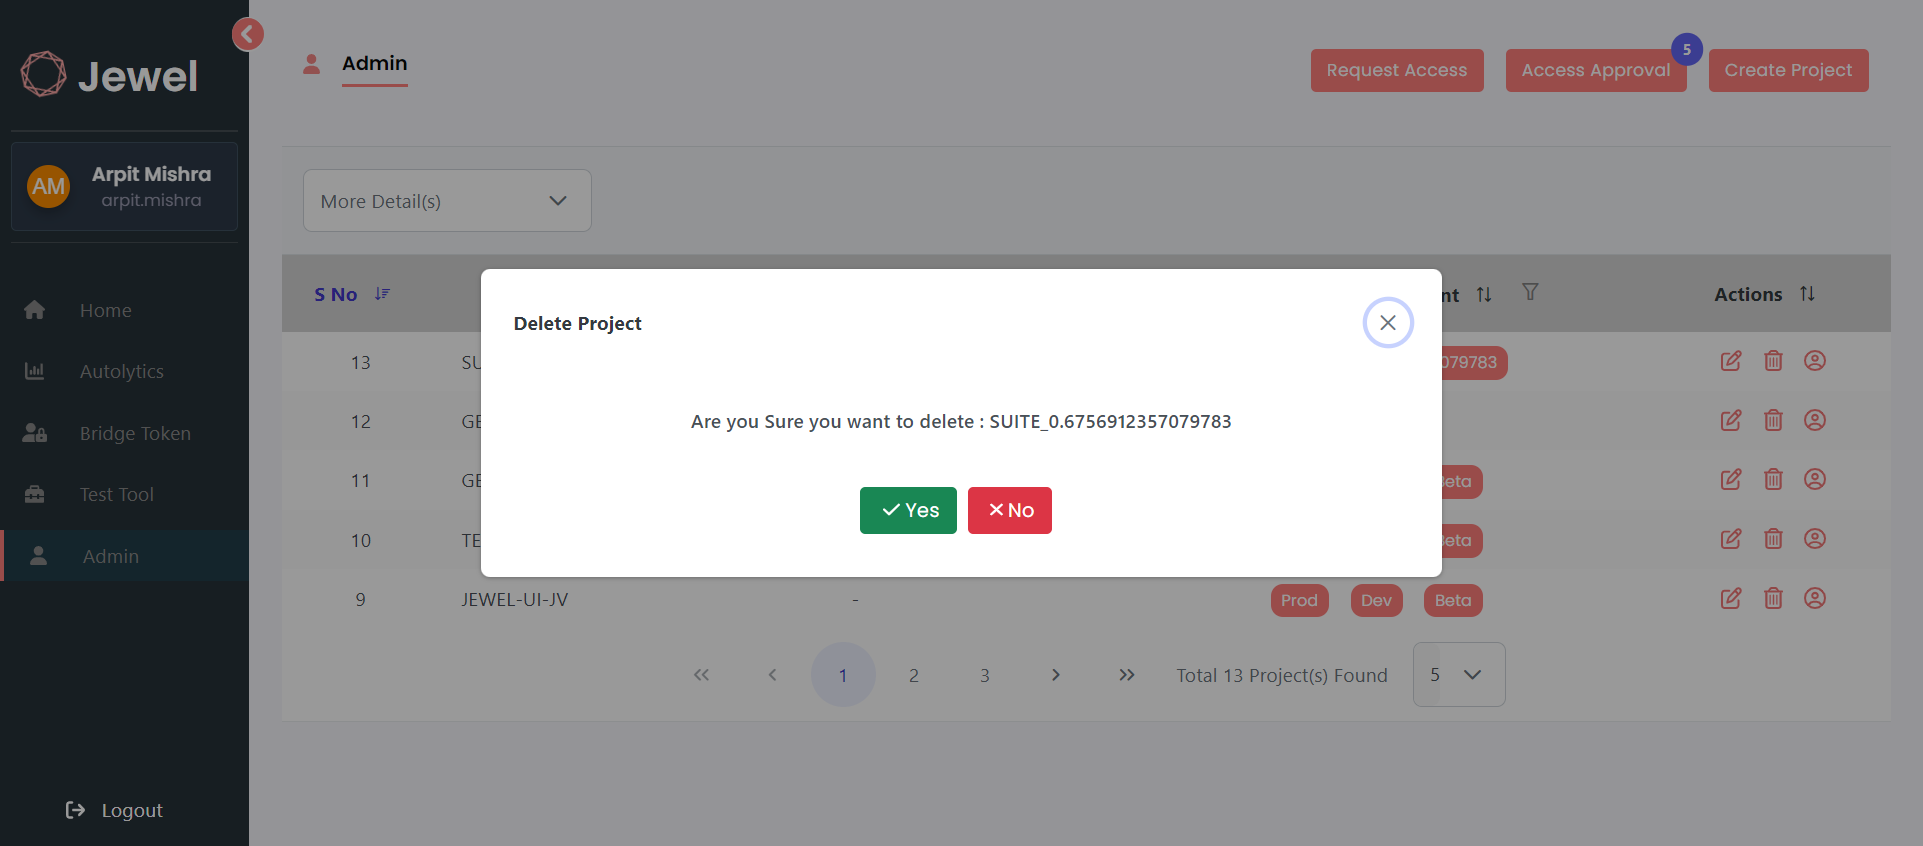 Jewel
AM
Arpit Mishra
arpit.mishra
Home
Autolytics
Bridge Token
Test Tool
Admin
Logout
Admin
Request Access
Access Approval
5
Create Project
More Detail(s)
S No
nt
Actions
Delete Project
Are you Sure you want to delete : SUITE_0.6756912357079783
Yes
No
13 SU 079783
12 GE
11 GE eta
10 TE eta
9 JEWEL-UI-JV - Prod Dev Beta
1 2 3 Total 13 Project(s) Found 5